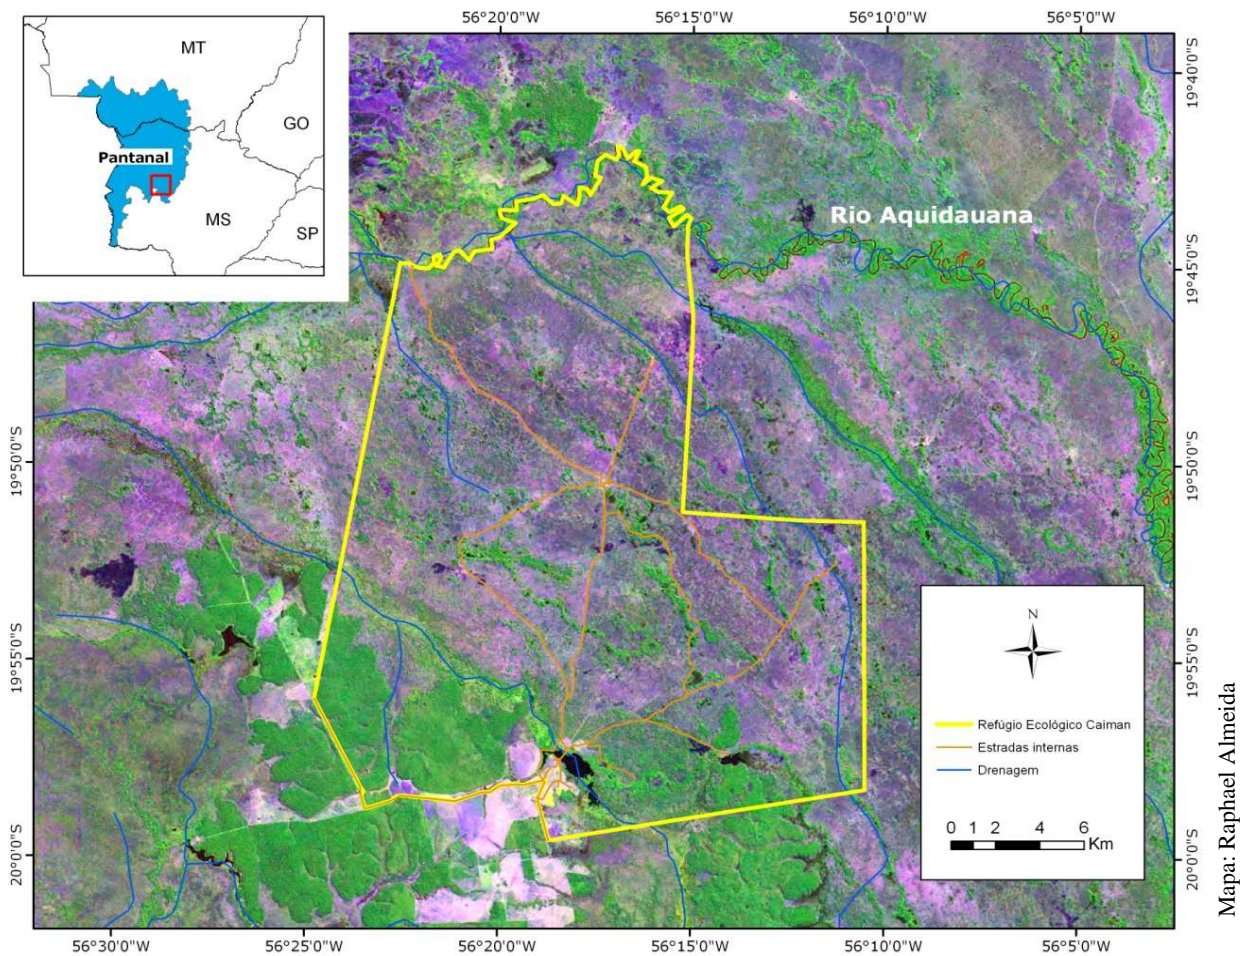 56°20'0"W
56°15'0"W
56°10'0"W
56°5'0"W
MT
GO
Pantanal
MS
SP
Rio Aquidauana
19°40'0"S
19°45'0"S
19°50'0"S
19°50'0"S
19°55'0"S
19°55'0"S
20°0'0"S
20°0'0"S
N
Refúgio Ecológico Caiman
Estradas internas
Drenagem
0 1 2 4 6
Km
56°30'0"W
56°25'0"W
56°20'0"W
56°15'0"W
56°10'0"W
56°5'0"W
Mapa: Raphael Almeida